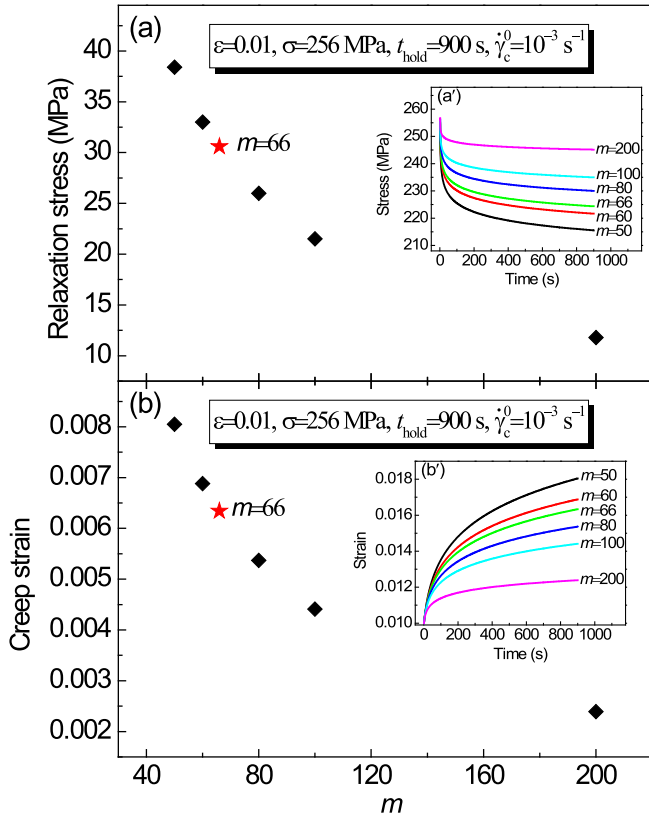 (a)
ε=0.01, σ=256 MPa, t_hold=900 s, γ̇_c^0=10^−3 s^−1
Relaxation stress (MPa)
40
35
30
25
20
15
10
m=66
(a′)
Stress (MPa)
260
250
240
230
220
210
m=200
m=100
m=80
m=66
m=60
m=50
0 200 400 600 800 1000
Time (s)
(b)
ε=0.01, σ=256 MPa, t_hold=900 s, γ̇_c^0=10^−3 s^−1
Creep strain
0.008
0.007
0.006
0.005
0.004
0.003
0.002
m=66
(b′)
Strain
0.018
0.016
0.014
0.012
0.010
m=50
m=60
m=66
m=80
m=100
m=200
0 200 400 600 800 1000
Time (s)
40 80 120 160 200
m